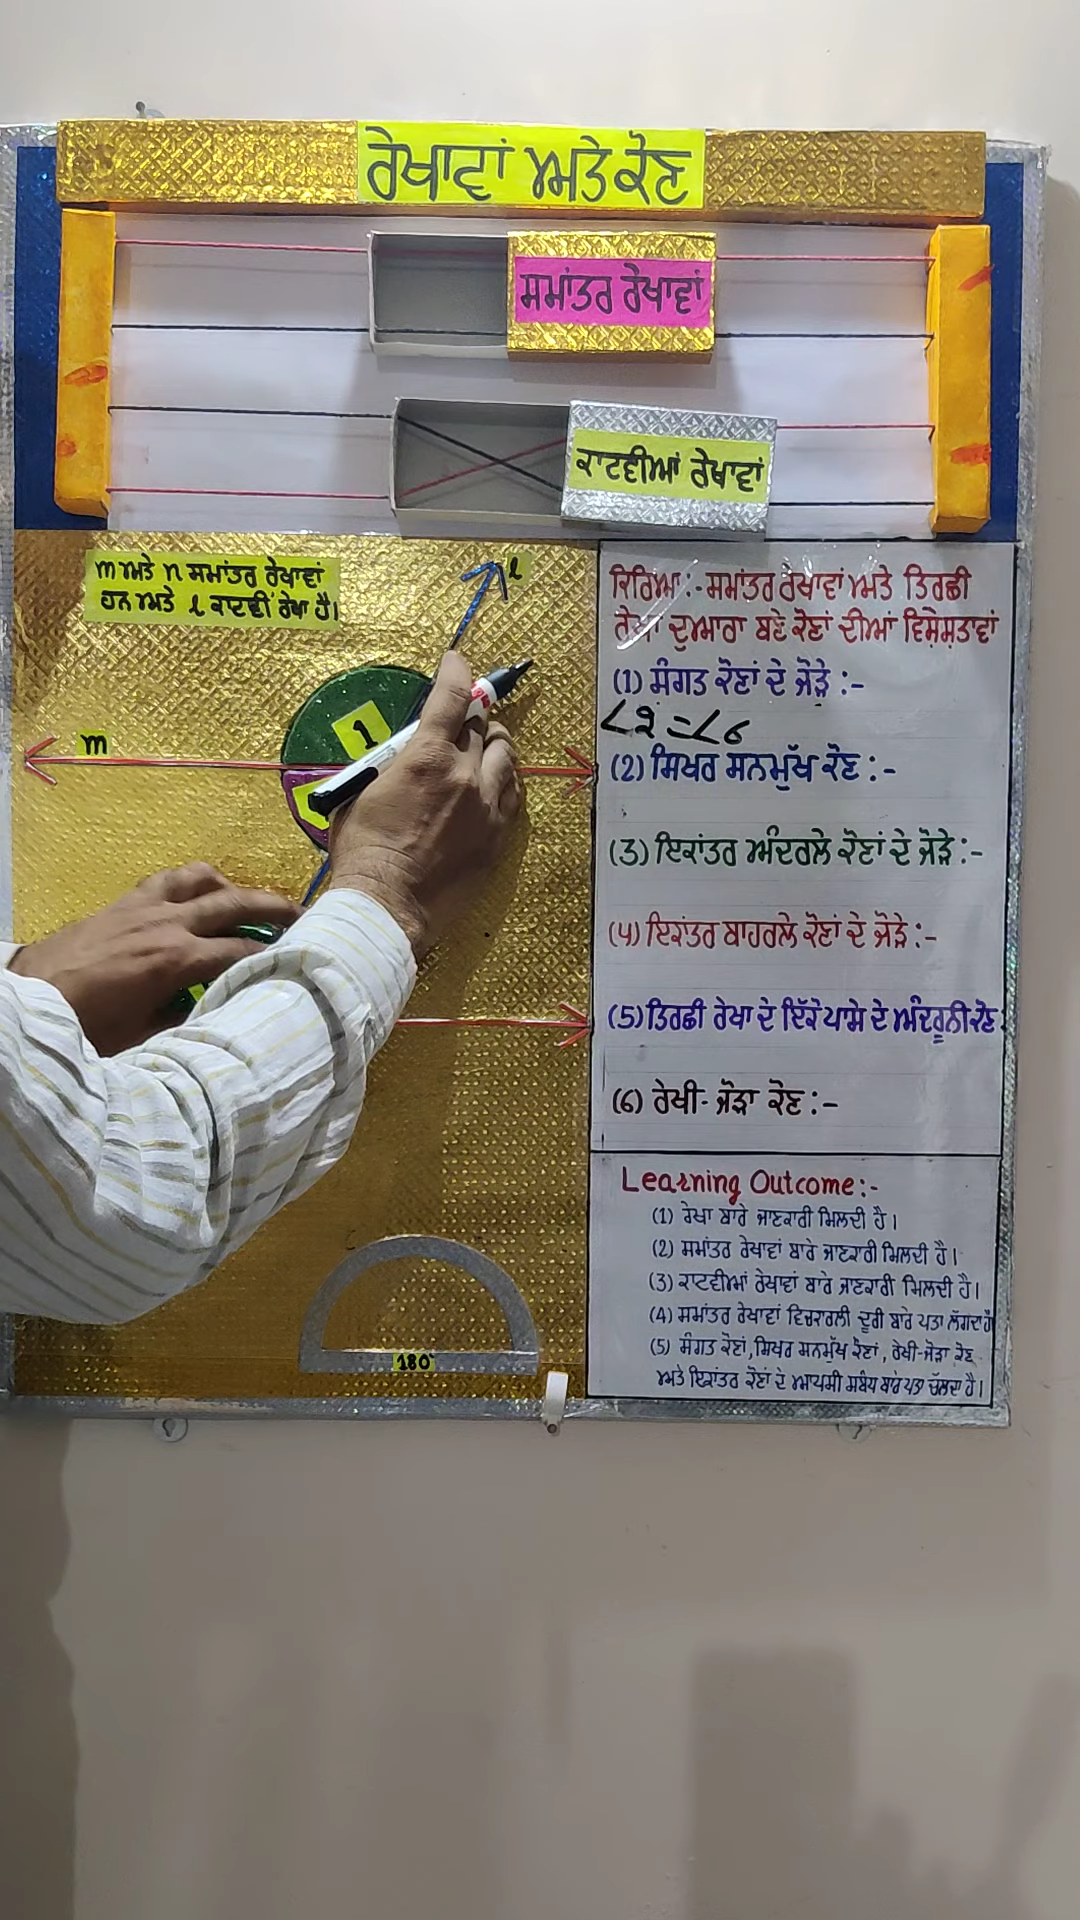 ਰੇਖਾਵਾਂ ਅਤੇ ਕੋਣ
ਸਮਾਂਤਰ ਰੇਖਾਵਾਂ
ਕਾਟਵੀਆਂ ਰੇਖਾਵਾਂ
m ਅਤੇ n ਸਮਾਂਤਰ ਰੇਖਾਵਾਂ
ਹਨ ਅਤੇ l ਕਾਟਵੀਂ ਰੇਖਾ ਹੈ।
l
1
m
180°
ਕਿਰਿਆ :- ਸਮਾਂਤਰ ਰੇਖਾਵਾਂ ਅਤੇ ਤਿਰਛੀ
ਰੇਖਾ ਦੁਆਰਾ ਬਣੇ ਕੋਣਾਂ ਦੀਆਂ ਵਿਸ਼ੇਸ਼ਤਾਵਾਂ
(1) ਸੰਗਤ ਕੋਣਾਂ ਦੇ ਜੋੜੇ :-
∠2 = ∠6
(2) ਸਿਖਰ ਸਨਮੁੱਖ ਕੋਣ :-
(3) ਇਕਾਂਤਰ ਅੰਦਰਲੇ ਕੋਣਾਂ ਦੇ ਜੋੜੇ :-
(4) ਇਕਾਂਤਰ ਬਾਹਰਲੇ ਕੋਣਾਂ ਦੇ ਜੋੜੇ :-
(5) ਤਿਰਛੀ ਰੇਖਾ ਦੇ ਇੱਕੋ ਪਾਸੇ ਦੇ ਅੰਦਰੂਨੀ ਕੋਣ
(6) ਰੇਖੀ- ਜੋੜਾ ਕੋਣ :-
Learning Outcome:-
(1) ਰੇਖਾ ਬਾਰੇ ਜਾਣਕਾਰੀ ਮਿਲਦੀ ਹੈ।
(2) ਸਮਾਂਤਰ ਰੇਖਾਵਾਂ ਬਾਰੇ ਜਾਣਕਾਰੀ ਮਿਲਦੀ ਹੈ।
(3) ਕਾਟਵੀਆਂ ਰੇਖਾਵਾਂ ਬਾਰੇ ਜਾਣਕਾਰੀ ਮਿਲਦੀ ਹੈ।
(4) ਸਮਾਂਤਰ ਰੇਖਾਵਾਂ ਵਿਚਕਾਰਲੀ ਦੂਰੀ ਬਾਰੇ ਪਤਾ ਲੱਗਦਾ ਹੈ
(5) ਸੰਗਤ ਕੋਣਾਂ, ਸਿਖਰ ਸਨਮੁੱਖ ਕੋਣਾਂ, ਰੇਖੀ-ਜੋੜਾ ਕੋਣ
ਅਤੇ ਇਕਾਂਤਰ ਕੋਣਾਂ ਦੇ ਆਪਸੀ ਸਬੰਧ ਬਾਰੇ ਪਤਾ ਚੱਲਦਾ ਹੈ।